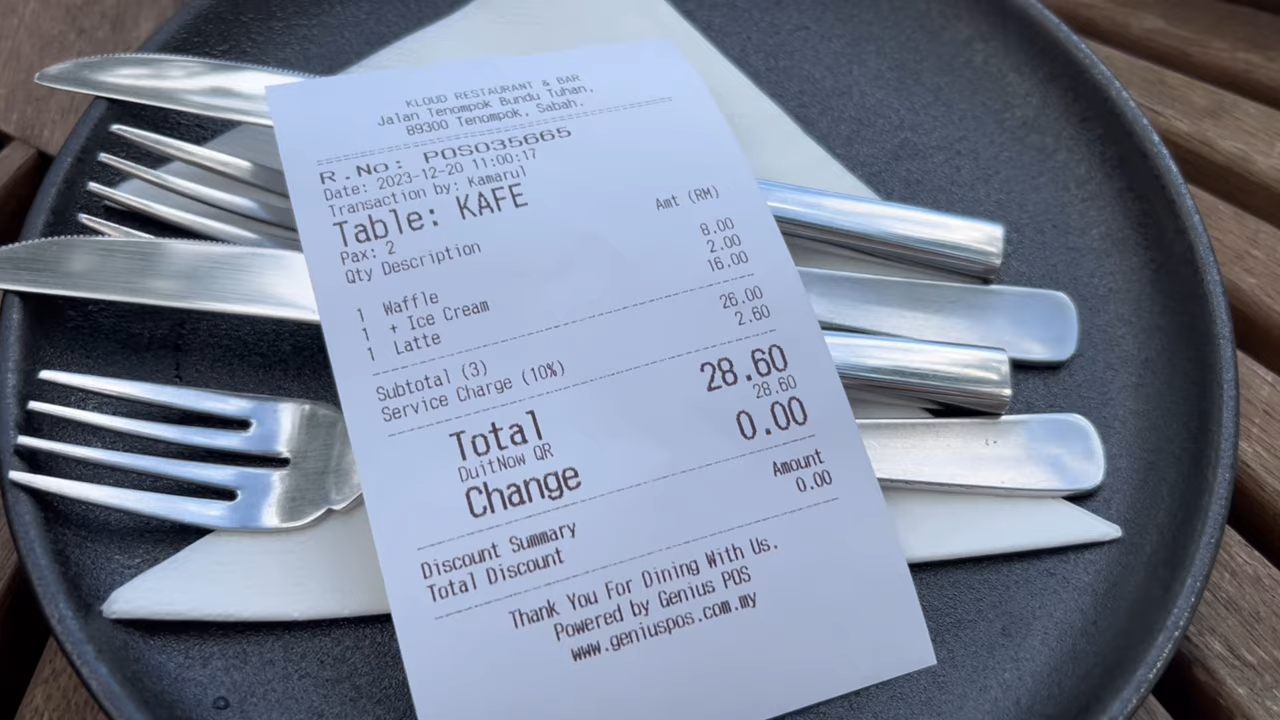 KLOUD RESTAURANT & BAR
Jalan Tenompok Bundu Tuhan,
89300 Tenompok, Sabah.
R.No: POS035665
Date: 2023-12-20 11:00:17
Transaction by: Kamarul
Table: KAFE
Pax: 2
Qty Description Amt (RM)
1 Waffle 8.00
1 + Ice Cream 2.00
1 Latte 16.00
Subtotal (3) 26.00
Service Charge (10%) 2.60
Total 28.60
DuitNow QR 28.60
Change 0.00
Discount Summary Amount
Total Discount 0.00
Thank You For Dining With Us.
Powered by Genius POS
www.geniuspos.com.my